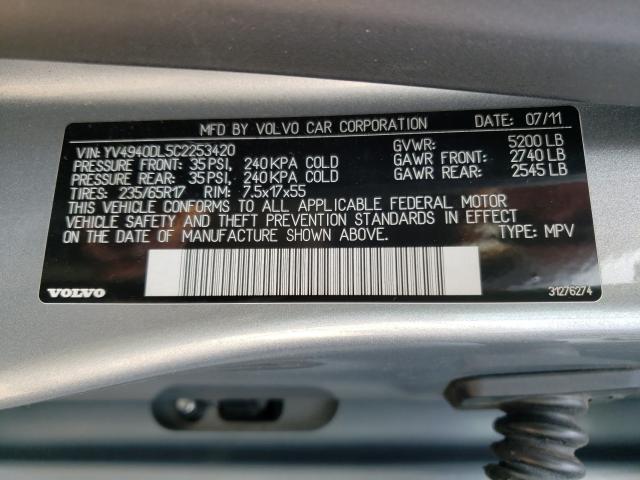 MFD BY VOLVO CAR CORPORATION DATE: 07/11
VIN: YV4940DL5C2253420 GVWR: 5200 LB
PRESSURE FRONT: 35 PSI, 240 KPA COLD GAWR FRONT: 2740 LB
PRESSURE REAR: 35 PSI, 240 KPA COLD GAWR REAR: 2545 LB
TIRES: 235/65R17 RIM: 7.5x17x55
THIS VEHICLE CONFORMS TO ALL APPLICABLE FEDERAL MOTOR
VEHICLE SAFETY AND THEFT PREVENTION STANDARDS IN EFFECT
ON THE DATE OF MANUFACTURE SHOWN ABOVE. TYPE: MPV
VOLVO 31276274